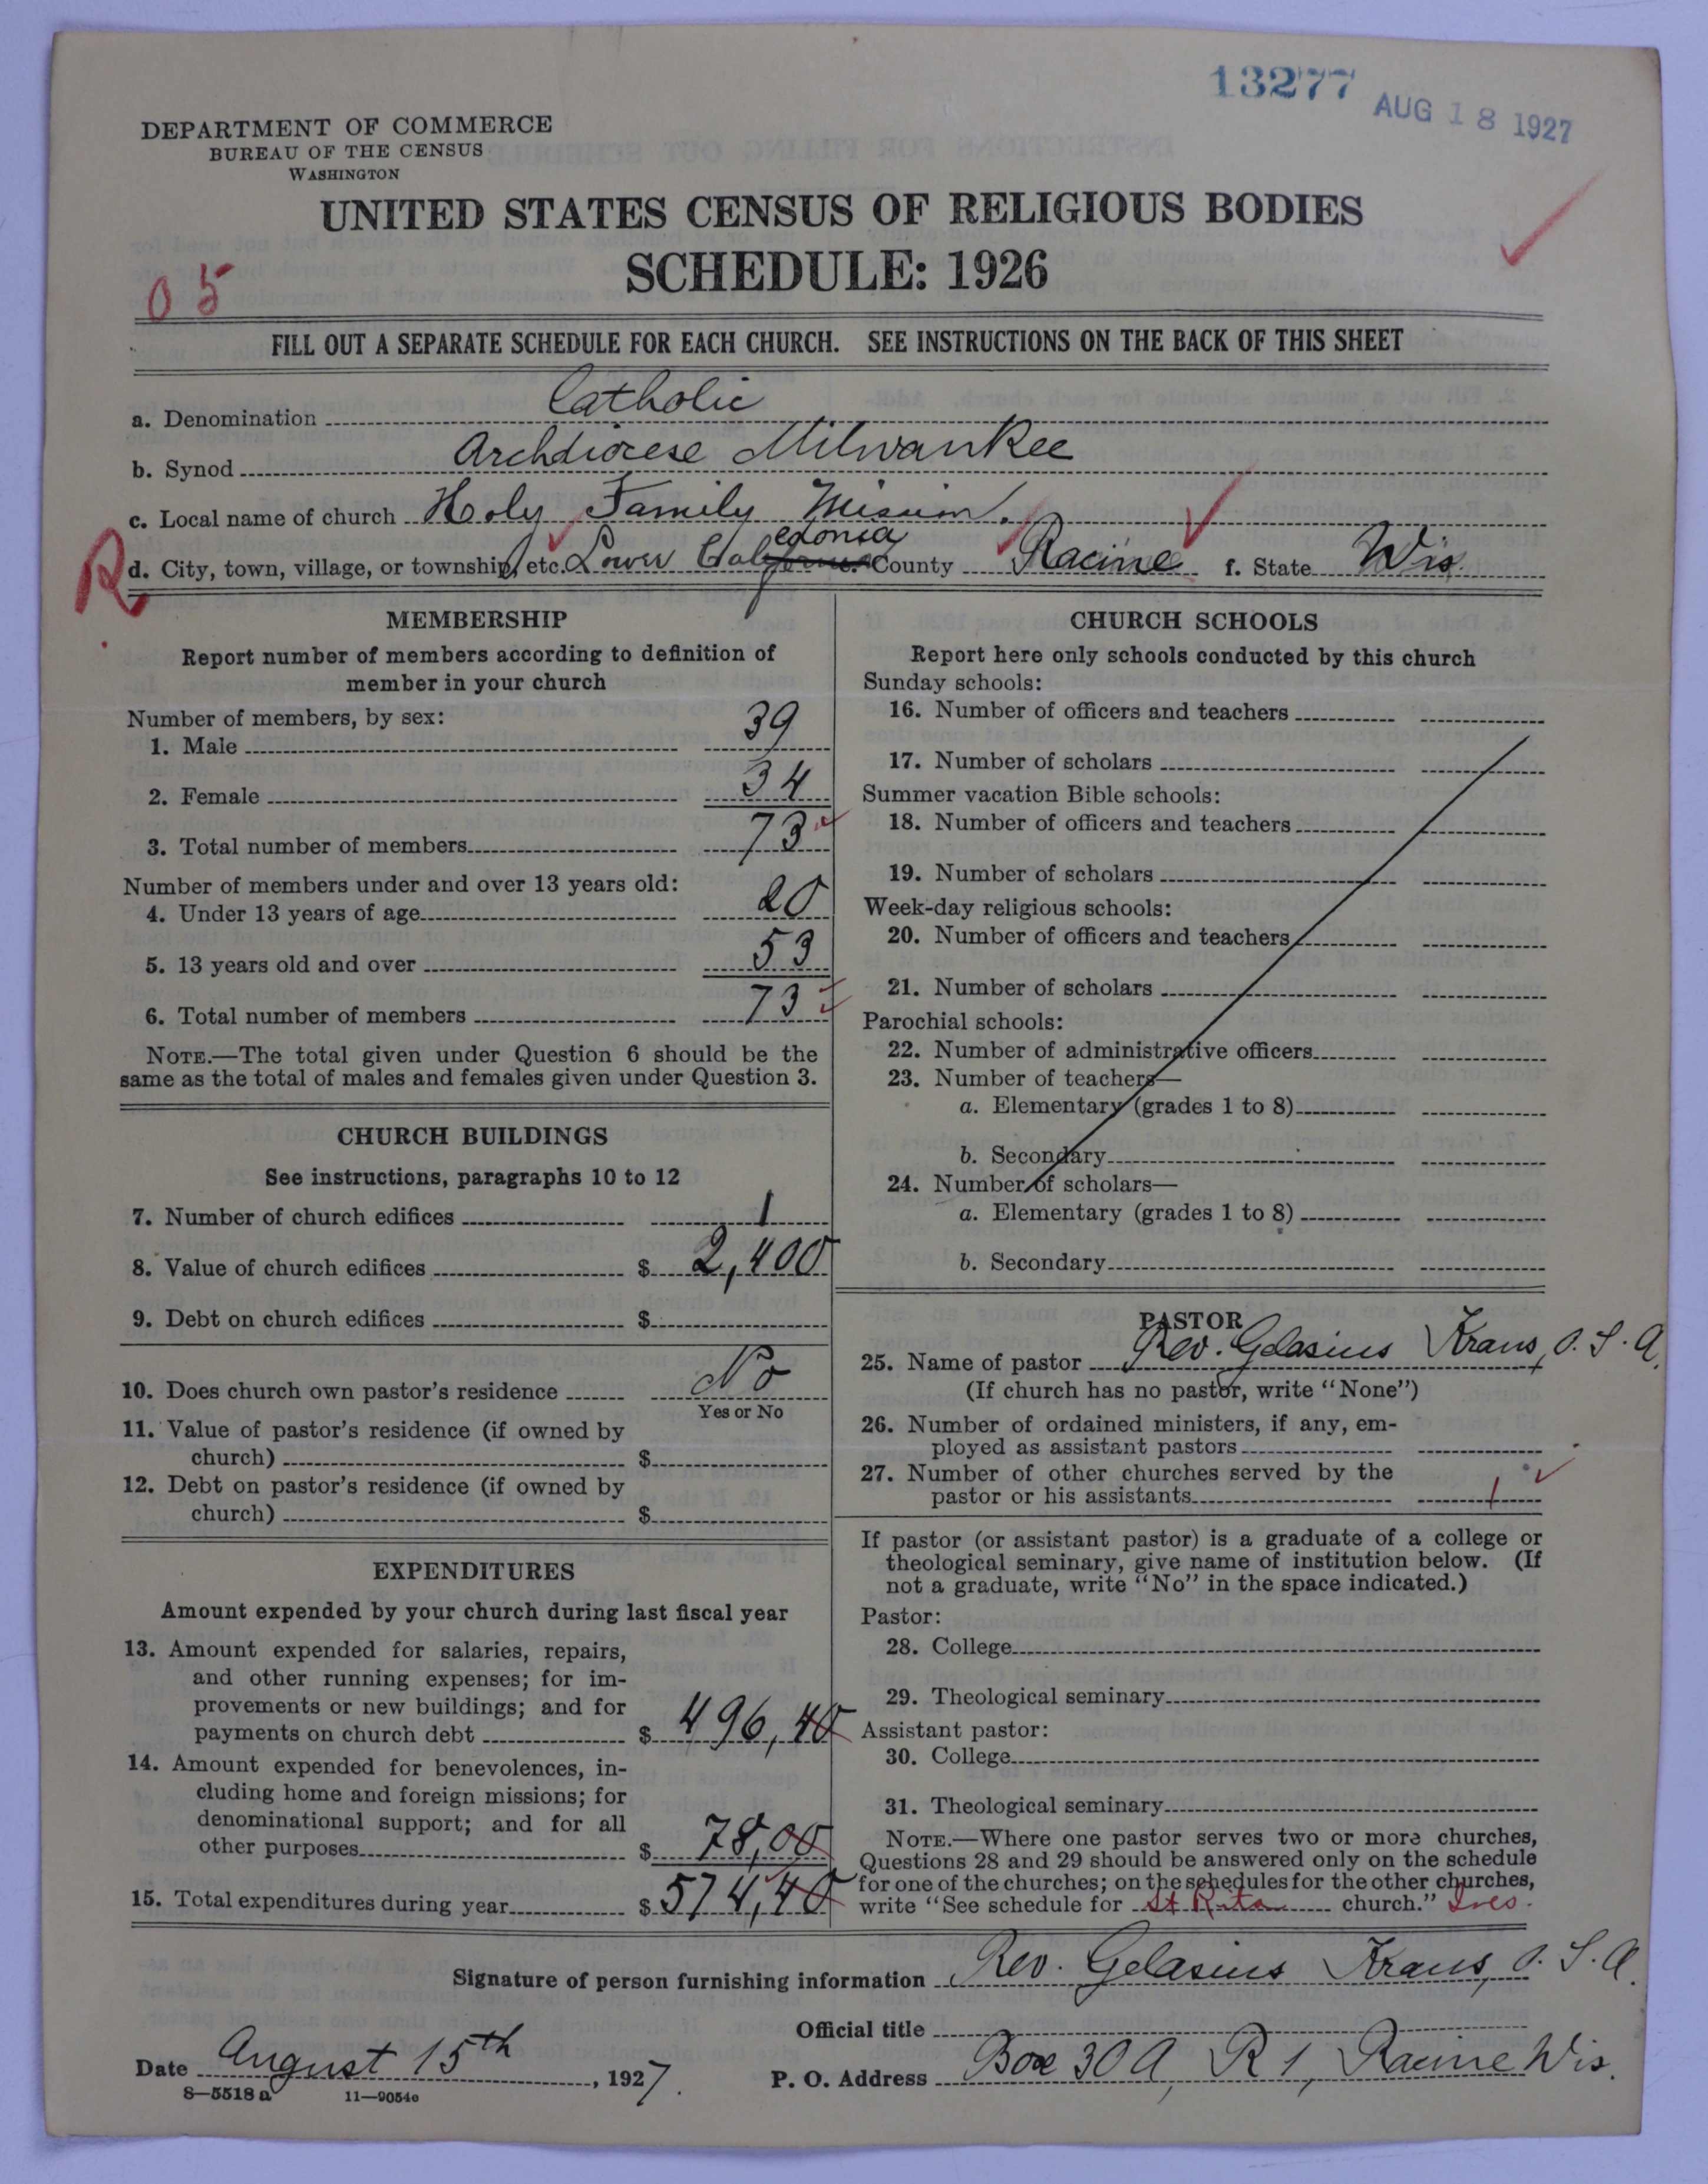 13277
AUG 18 1927
DEPARTMENT OF COMMERCE
BUREAU OF THE CENSUS
WASHINGTON
UNITED STATES CENSUS OF RELIGIOUS BODIES
SCHEDULE: 1926
05
FILL OUT A SEPARATE SCHEDULE FOR EACH CHURCH. SEE INSTRUCTIONS ON THE BACK OF THIS SHEET
a. Denomination Catholic
b. Synod Archdiocese Milwaukee
c. Local name of church Holy Family Mission.
R d. City, town, village, or township, etc. Lower Caledonia e. County Racine f. State Wis.
MEMBERSHIP
Report number of members according to definition of
member in your church
Number of members, by sex:
1. Male 39
2. Female 34
3. Total number of members 73
Number of members under and over 13 years old:
4. Under 13 years of age 20
5. 13 years old and over 53
6. Total number of members 73
NOTE.—The total given under Question 6 should be the
same as the total of males and females given under Question 3.
CHURCH BUILDINGS
See instructions, paragraphs 10 to 12
7. Number of church edifices 1
8. Value of church edifices $ 2,400
9. Debt on church edifices $
10. Does church own pastor's residence No
Yes or No
11. Value of pastor's residence (if owned by
church) $
12. Debt on pastor's residence (if owned by
church) $
EXPENDITURES
Amount expended by your church during last fiscal year
13. Amount expended for salaries, repairs,
and other running expenses; for im-
provements or new buildings; and for
payments on church debt $ 496,40
14. Amount expended for benevolences, in-
cluding home and foreign missions; for
denominational support; and for all
other purposes $ 78,00
15. Total expenditures during year $ 574,40
CHURCH SCHOOLS
Report here only schools conducted by this church
Sunday schools:
16. Number of officers and teachers
17. Number of scholars
Summer vacation Bible schools:
18. Number of officers and teachers
19. Number of scholars
Week-day religious schools:
20. Number of officers and teachers
21. Number of scholars
Parochial schools:
22. Number of administrative officers
23. Number of teachers—
a. Elementary (grades 1 to 8)
b. Secondary
24. Number of scholars—
a. Elementary (grades 1 to 8)
b. Secondary
PASTOR
25. Name of pastor Rev. Gelasius Kraus, O. S. A.
(If church has no pastor, write "None")
26. Number of ordained ministers, if any, em-
ployed as assistant pastors
27. Number of other churches served by the
pastor or his assistants 1
If pastor (or assistant pastor) is a graduate of a college or
theological seminary, give name of institution below. (If
not a graduate, write "No" in the space indicated.)
Pastor:
28. College
29. Theological seminary
Assistant pastor:
30. College
31. Theological seminary
NOTE.—Where one pastor serves two or more churches,
Questions 28 and 29 should be answered only on the schedule
for one of the churches; on the schedules for the other churches,
write "See schedule for St Rita church." Ives.
Signature of person furnishing information Rev. Gelasius Kraus, O. S. A.
Official title
Date August 15th, 1927.
P. O. Address Box 30 A, R 1, Racine Wis.
8—5518 a 11—9054e